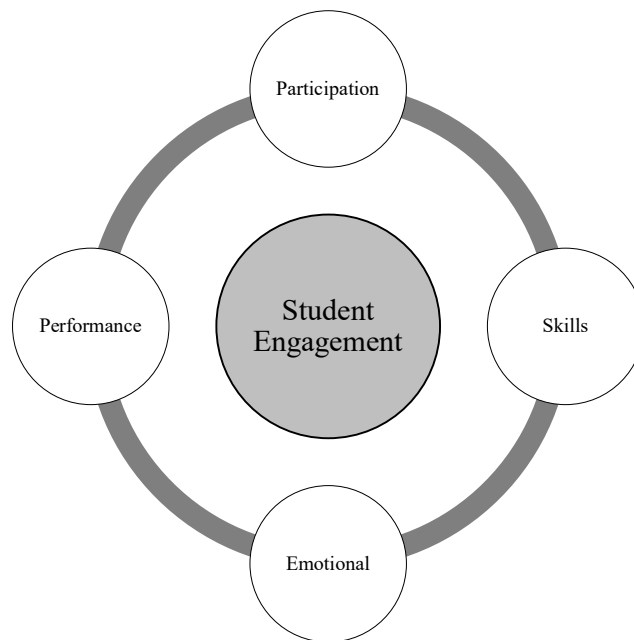 Participation
Performance
Student
Engagement
Skills
Emotional